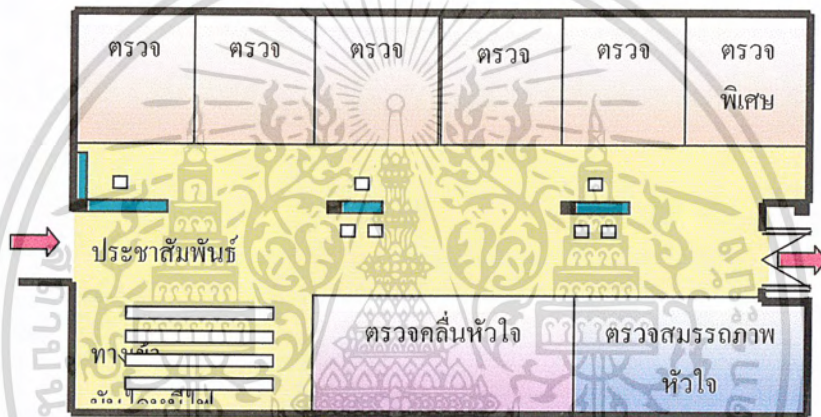 ตรวจ ตรวจ ตรวจ ตรวจ ตรวจ ตรวจ
พิเศษ
ประชาสัมพันธ์
ตรวจคลื่นหัวใจ ตรวจสมรรถภาพ
หัวใจ